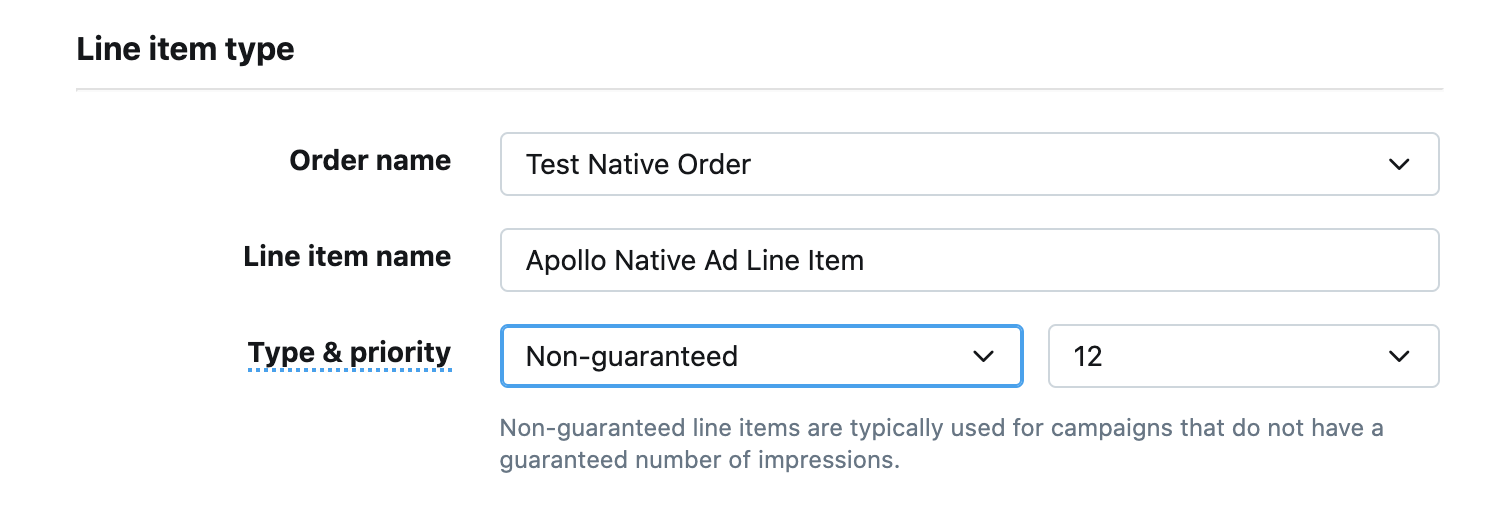 Line item type
Order name Test Native Order
Line item name Apollo Native Ad Line Item
Type & priority Non-guaranteed 12
Non-guaranteed line items are typically used for campaigns that do not have a
guaranteed number of impressions.